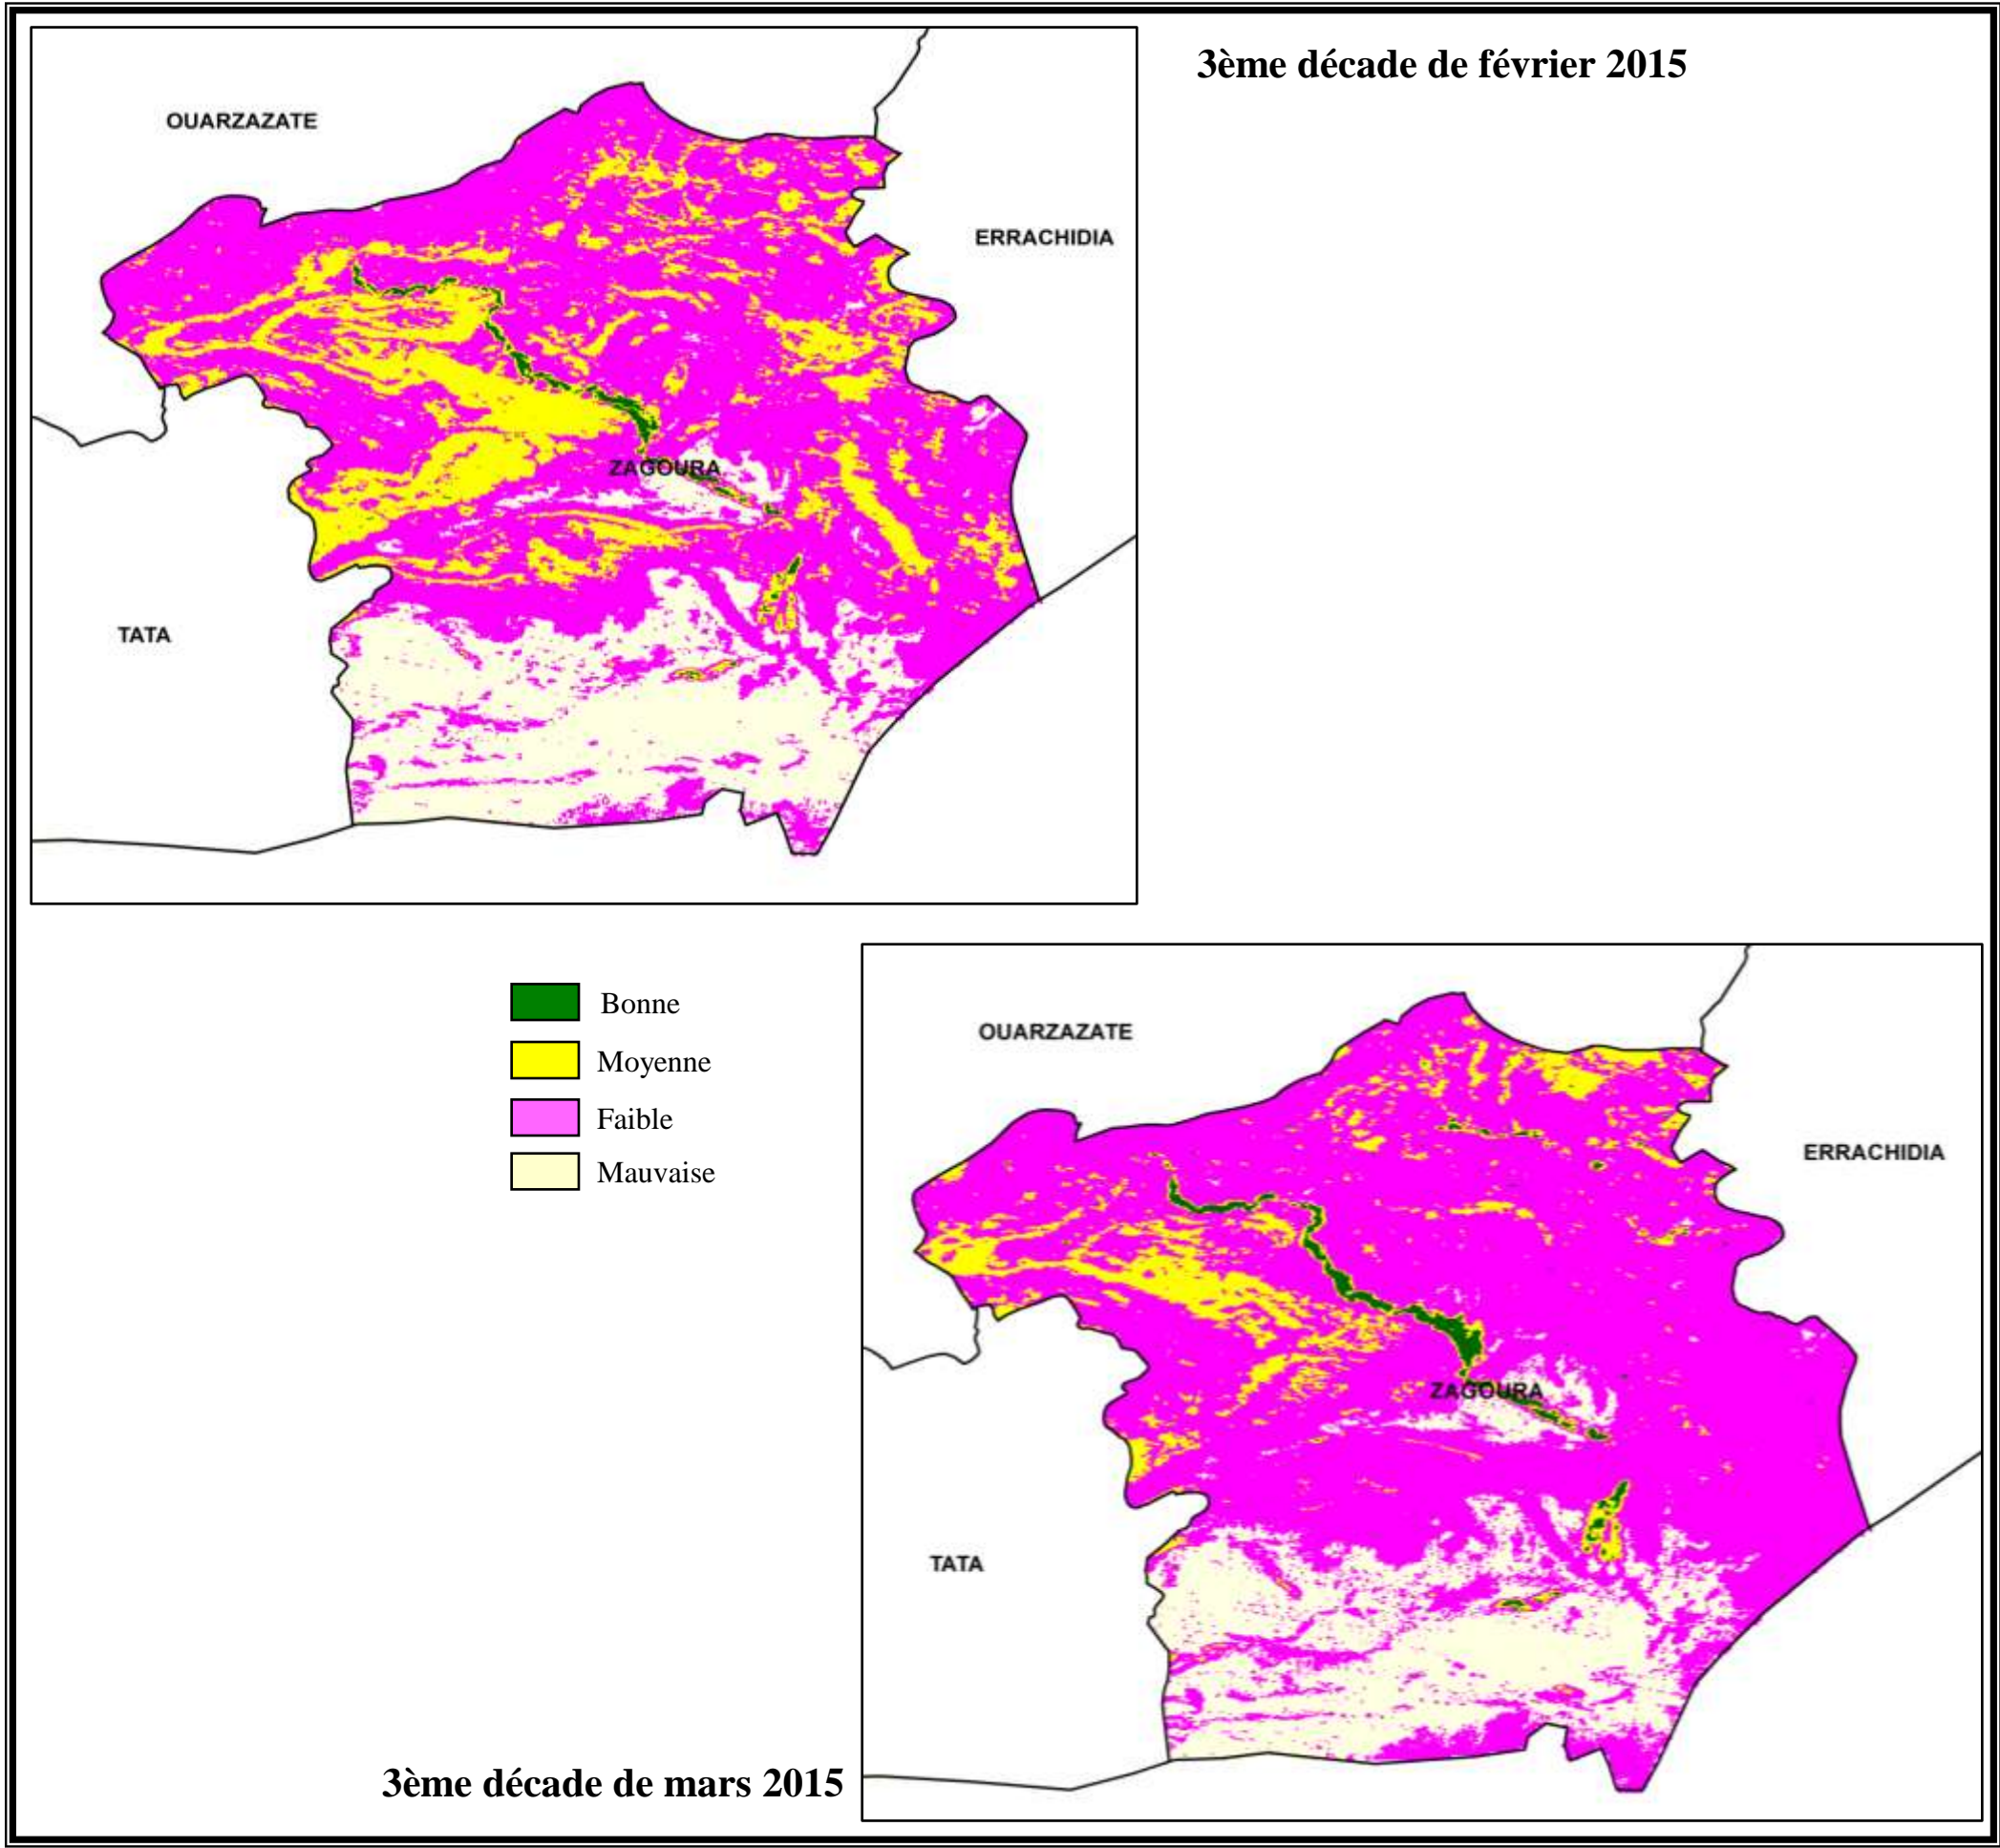 3ème décade de février 2015
OUARZAZATE
ERRACHIDIA
ZAGOURA
TATA
Bonne
Moyenne
Faible
Mauvaise
OUARZAZATE
ERRACHIDIA
ZAGOURA
TATA
3ème décade de mars 2015